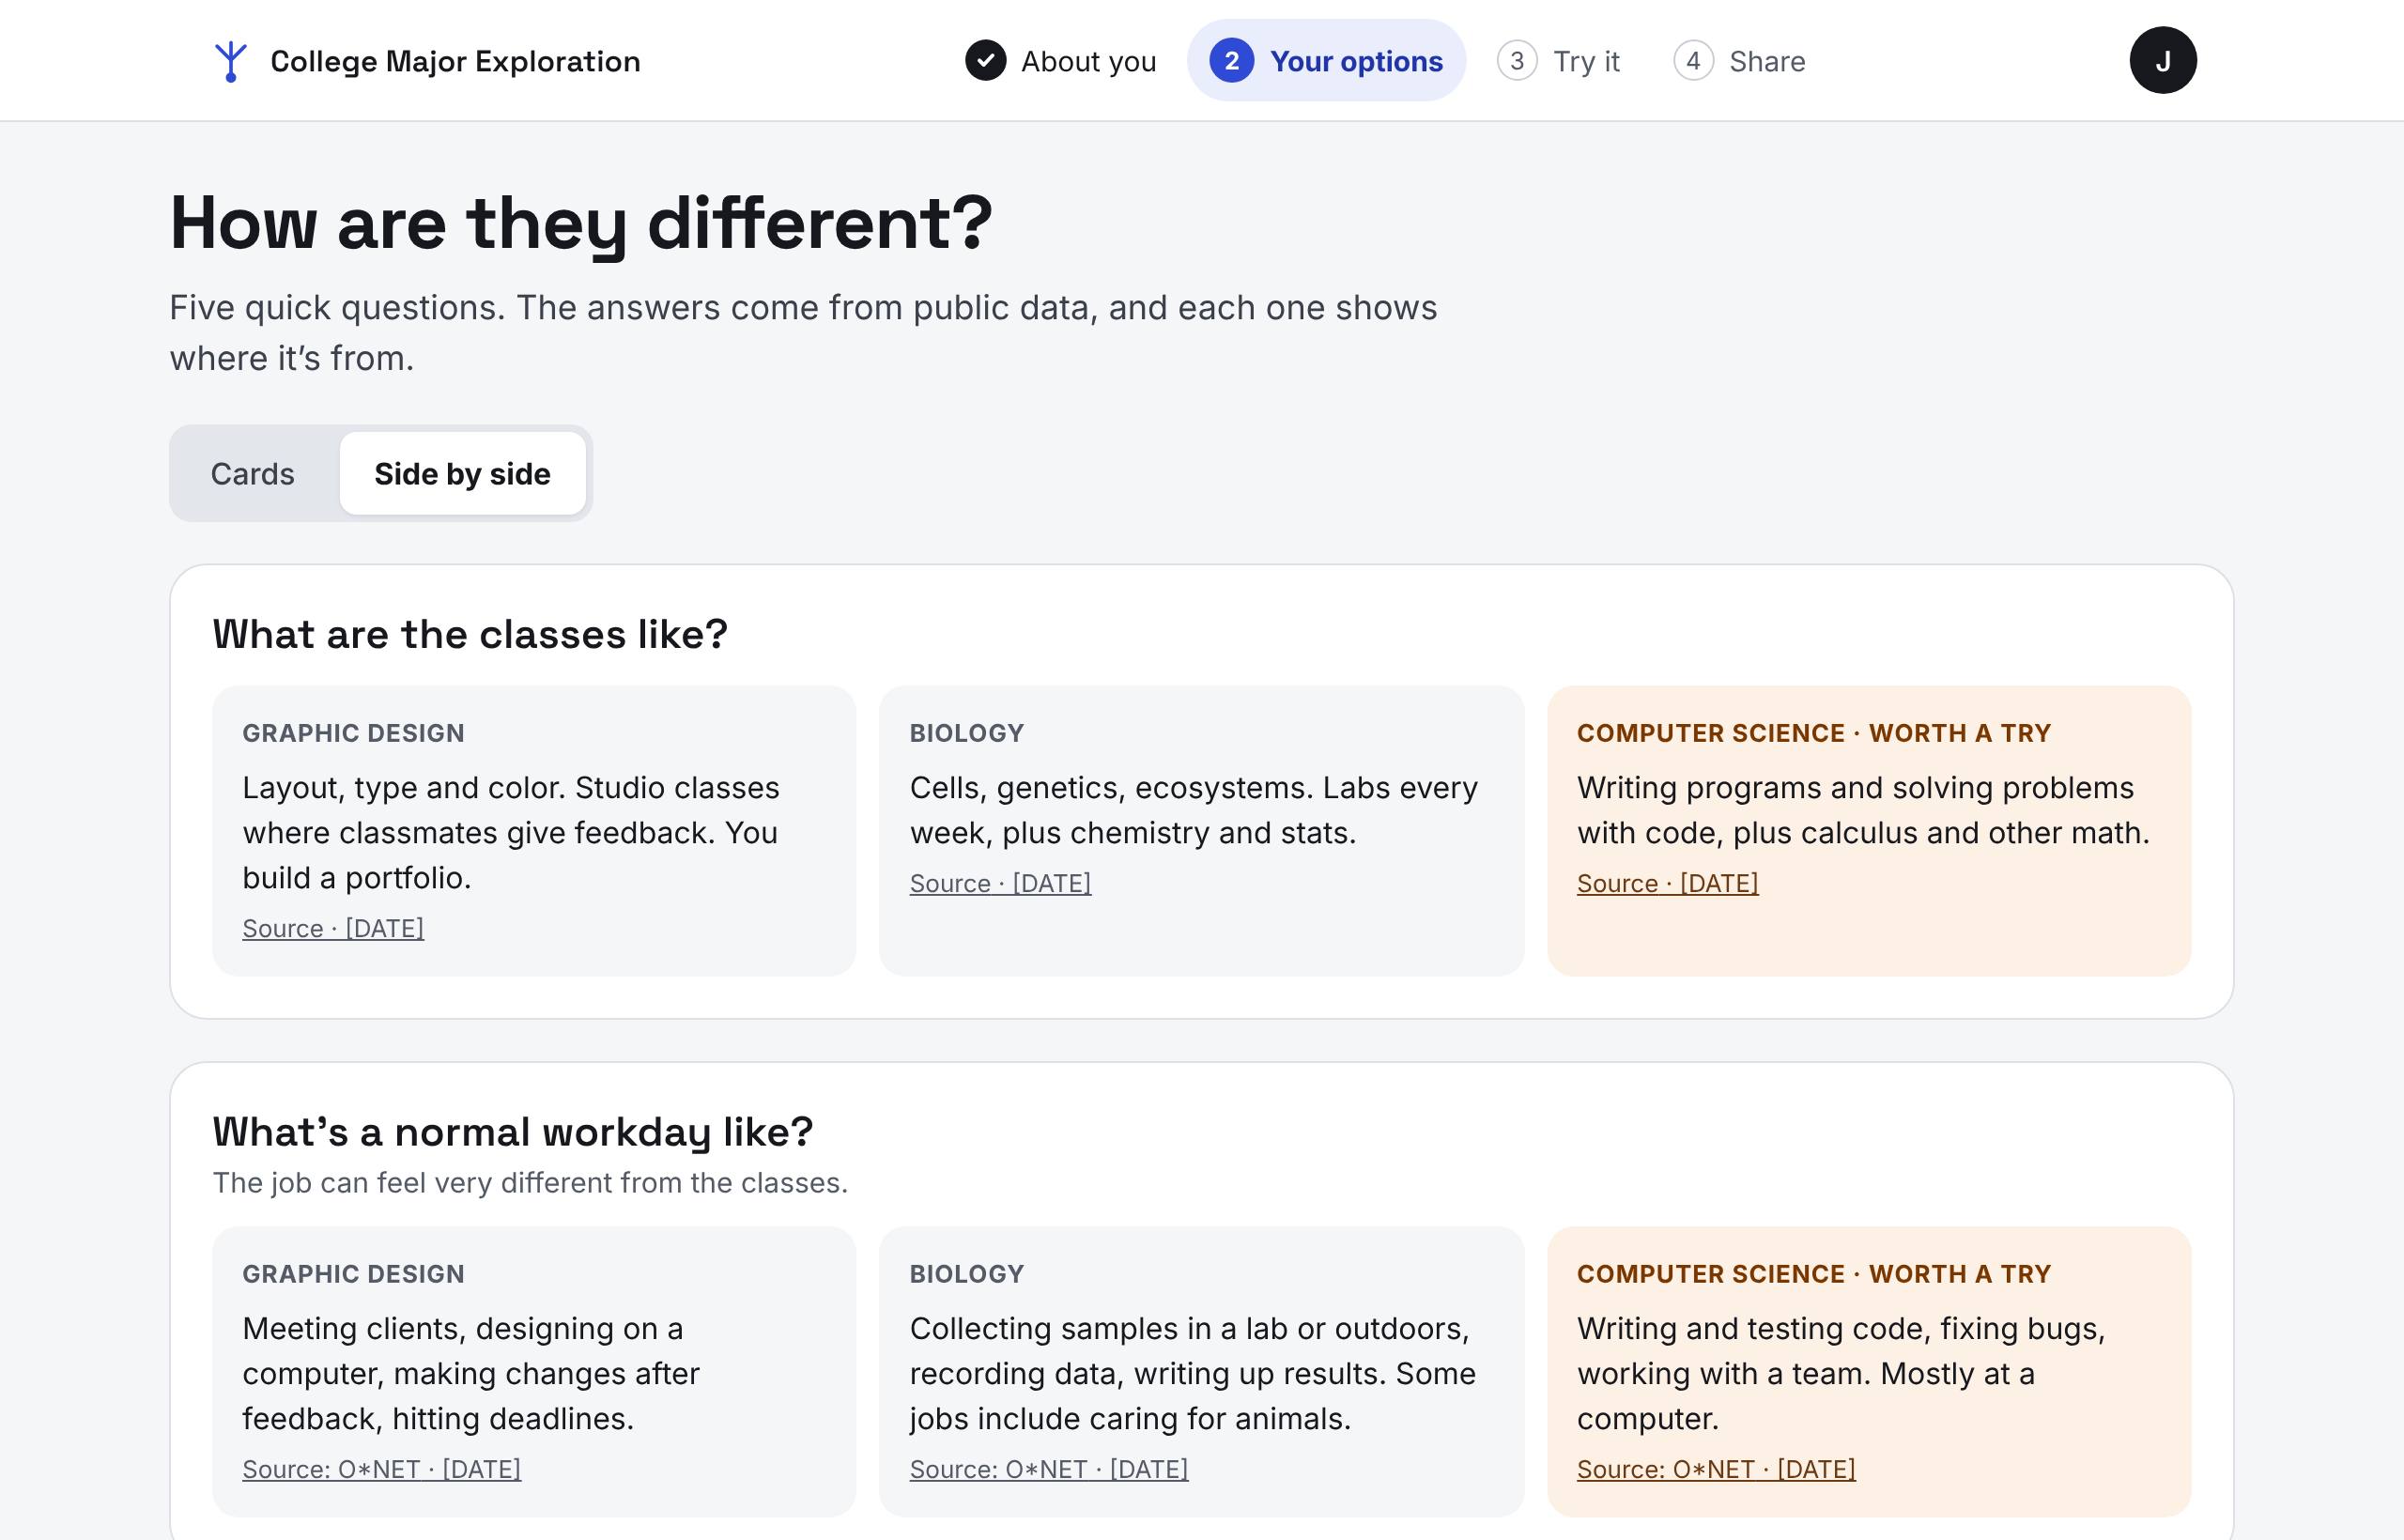 College Major Exploration
About you
2 Your options
3 Try it
4 Share
J
How are they different?
Five quick questions. The answers come from public data, and each one shows
where it’s from.
Cards
Side by side
What are the classes like?
GRAPHIC DESIGN
Layout, type and color. Studio classes
where classmates give feedback. You
build a portfolio.
Source · [DATE]
BIOLOGY
Cells, genetics, ecosystems. Labs every
week, plus chemistry and stats.
Source · [DATE]
COMPUTER SCIENCE · WORTH A TRY
Writing programs and solving problems
with code, plus calculus and other math.
Source · [DATE]
What’s a normal workday like?
The job can feel very different from the classes.
GRAPHIC DESIGN
Meeting clients, designing on a
computer, making changes after
feedback, hitting deadlines.
Source: O*NET · [DATE]
BIOLOGY
Collecting samples in a lab or outdoors,
recording data, writing up results. Some
jobs include caring for animals.
Source: O*NET · [DATE]
COMPUTER SCIENCE · WORTH A TRY
Writing and testing code, fixing bugs,
working with a team. Mostly at a
computer.
Source: O*NET · [DATE]